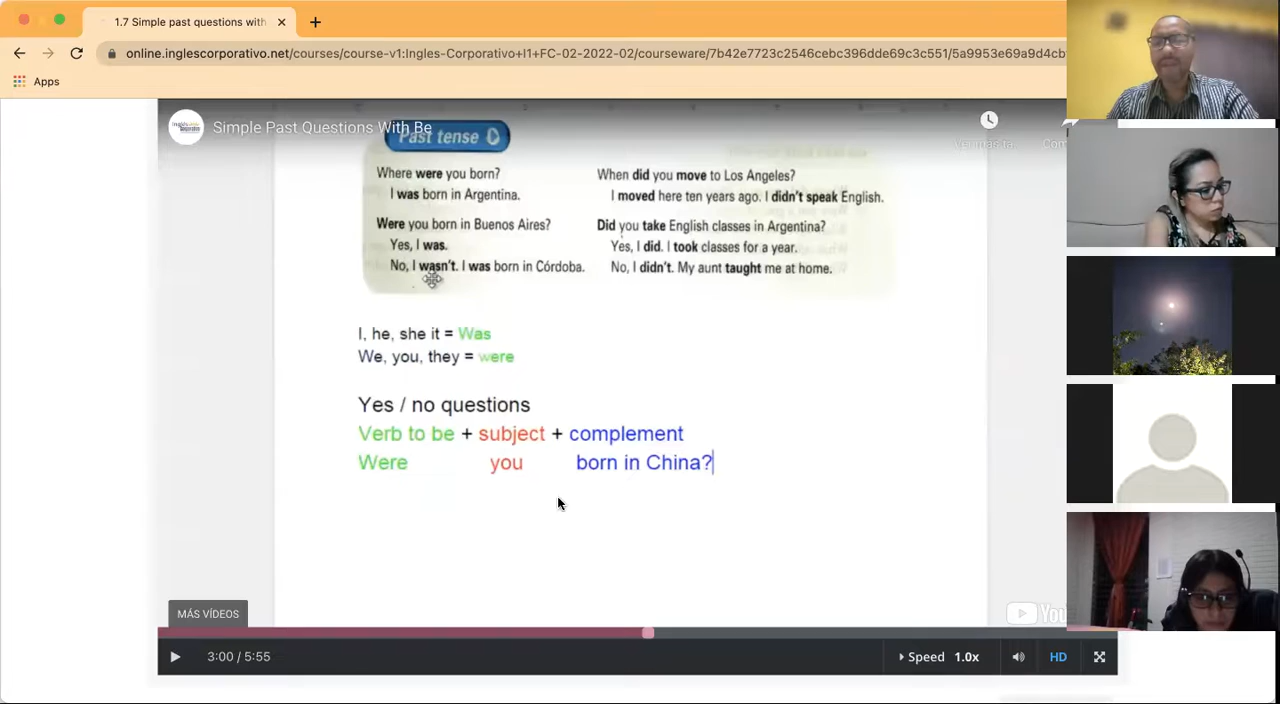 1.7 Simple past questions with
online.inglescorporativo.net/courses/course-v1:Ingles-Corporativo+I1+FC-02-2022-02/courseware/7b42e7723c2546cebc396dde69c3c551/5a9953e69a9d4cb
Apps
Simple Past Questions With Be
Past tense
Where were you born?
I was born in Argentina.
Were you born in Buenos Aires?
Yes, I was.
No, I wasn't. I was born in Córdoba.
When did you move to Los Angeles?
I moved here ten years ago. I didn't speak English.
Did you take English classes in Argentina?
Yes, I did. I took classes for a year.
No, I didn't. My aunt taught me at home.
I, he, she it = Was
We, you, they = were
Yes / no questions
Verb to be + subject + complement
Were you born in China?
MÁS VÍDEOS
You
3:00 / 5:55
Speed 1.0x
HD